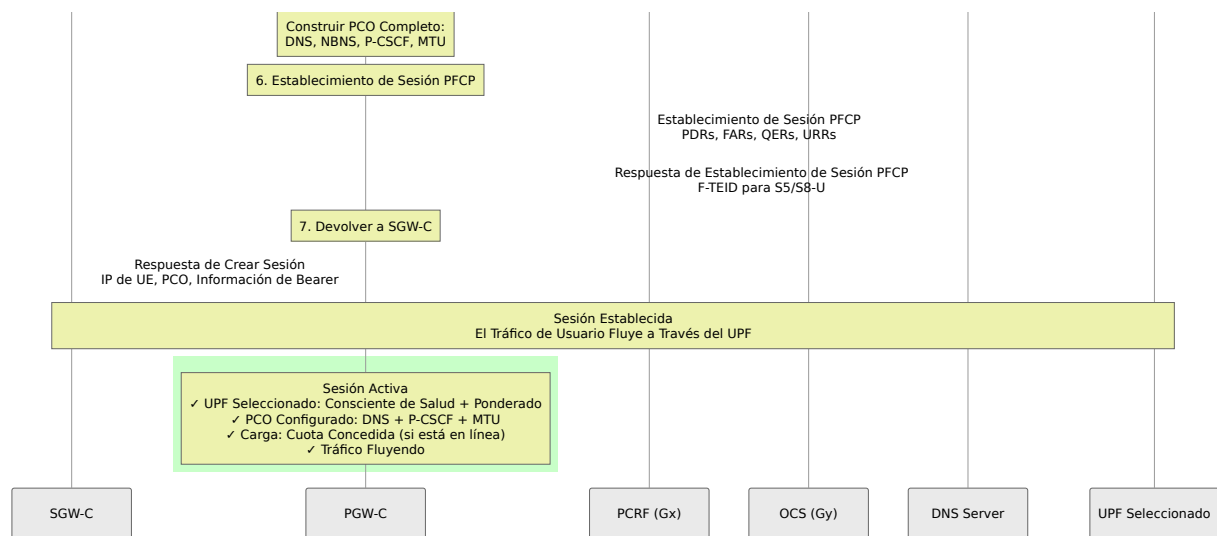 Construir PCO Completo:
DNS, NBNS, P-CSCF, MTU
6. Establecimiento de Sesión PFCP
Establecimiento de Sesión PFCP
PDRs, FARs, QERs, URRs
Respuesta de Establecimiento de Sesión PFCP
F-TEID para S5/S8-U
7. Devolver a SGW-C
Respuesta de Crear Sesión
IP de UE, PCO, Información de Bearer
Sesión Establecida
El Tráfico de Usuario Fluye a Través del UPF
Sesión Activa
✓ UPF Seleccionado: Consciente de Salud + Ponderado
✓ PCO Configurado: DNS + P-CSCF + MTU
✓ Carga: Cuota Concedida (si está en línea)
✓ Tráfico Fluyendo
SGW-C
PGW-C
PCRF (Gx)
OCS (Gy)
DNS Server
UPF Seleccionado